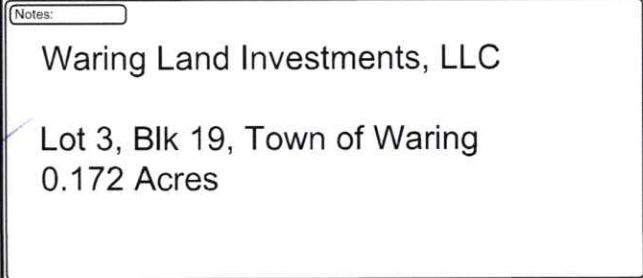 Notes:
Waring Land Investments, LLC
Lot 3, Blk 19, Town of Waring
0.172 Acres